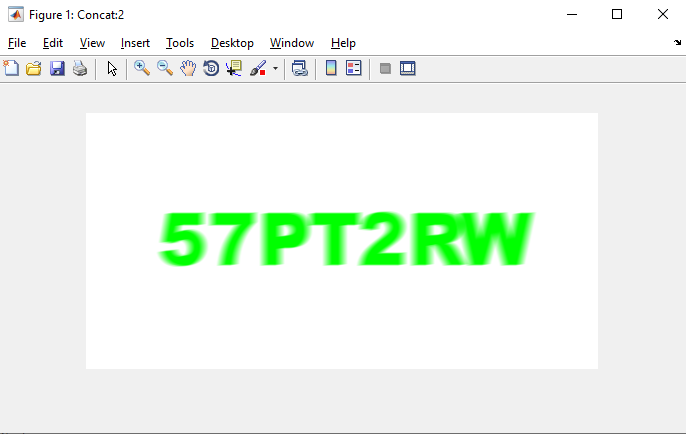 Figure 1: Concat:2
File Edit View Insert Tools Desktop Window Help
57PT2RW